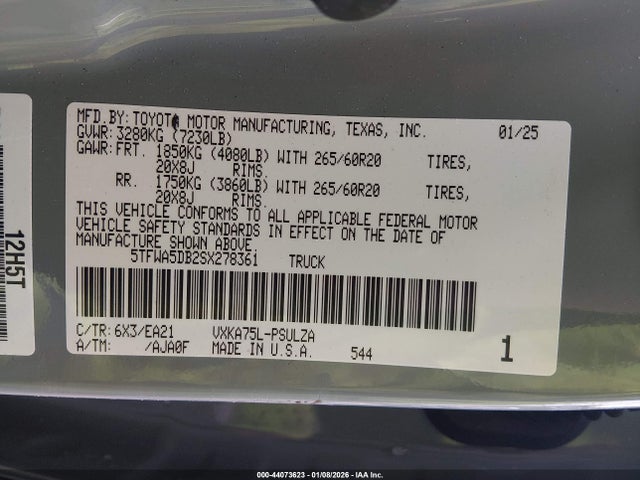 MFD.BY:TOYOTA MOTOR MANUFACTURING, TEXAS, INC. 01/25
GVWR:3280KG (7230LB)
GAWR:FRT. 1850KG (4080LB) WITH 265/60R20 TIRES,
20X8J RIMS.
RR. 1750KG (3860LB) WITH 265/60R20 TIRES,
20X8J RIMS.
THIS VEHICLE CONFORMS TO ALL APPLICABLE FEDERAL MOTOR
VEHICLE SAFETY STANDARDS IN EFFECT ON THE DATE OF
MANUFACTURE SHOWN ABOVE.
5TFWA5DB2SX278361 TRUCK
C/TR:6X3/EA21 VXKA75L-PSULZA
A/TM: /AJA0F MADE IN U.S.A. 544 1
12H5T
000-44073623 - 01/08/2026 - IAA Inc.